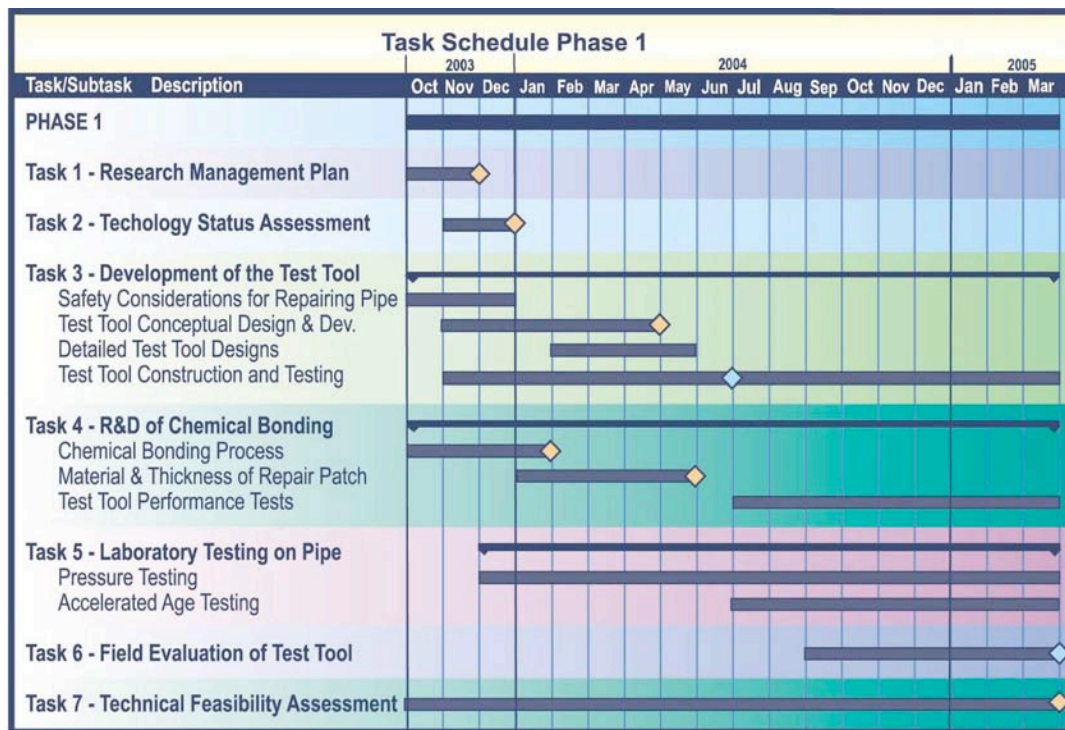 Task Schedule Phase 1
2003 2004 2005
Task/Subtask Description Oct Nov Dec Jan Feb Mar Apr May Jun Jul Aug Sep Oct Nov Dec Jan Feb Mar
PHASE 1
Task 1 - Research Management Plan
Task 2 - Techology Status Assessment
Task 3 - Development of the Test Tool
Safety Considerations for Repairing Pipe
Test Tool Conceptual Design & Dev.
Detailed Test Tool Designs
Test Tool Construction and Testing
Task 4 - R&D of Chemical Bonding
Chemical Bonding Process
Material & Thickness of Repair Patch
Test Tool Performance Tests
Task 5 - Laboratory Testing on Pipe
Pressure Testing
Accelerated Age Testing
Task 6 - Field Evaluation of Test Tool
Task 7 - Technical Feasibility Assessment